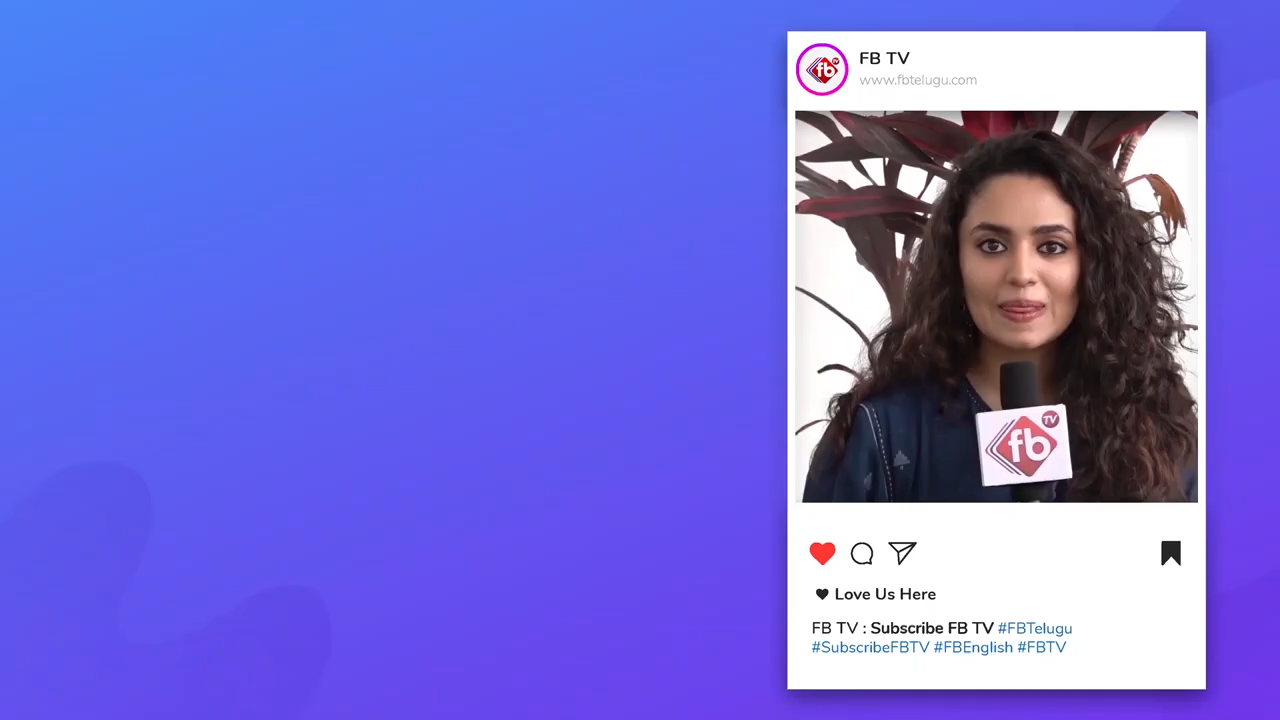 fb TV
FB TV
www.fbtelugu.com
fb TV
Love Us Here
FB TV : Subscribe FB TV #FBTelugu
#SubscribeFBTV #FBEnglish #FBTV